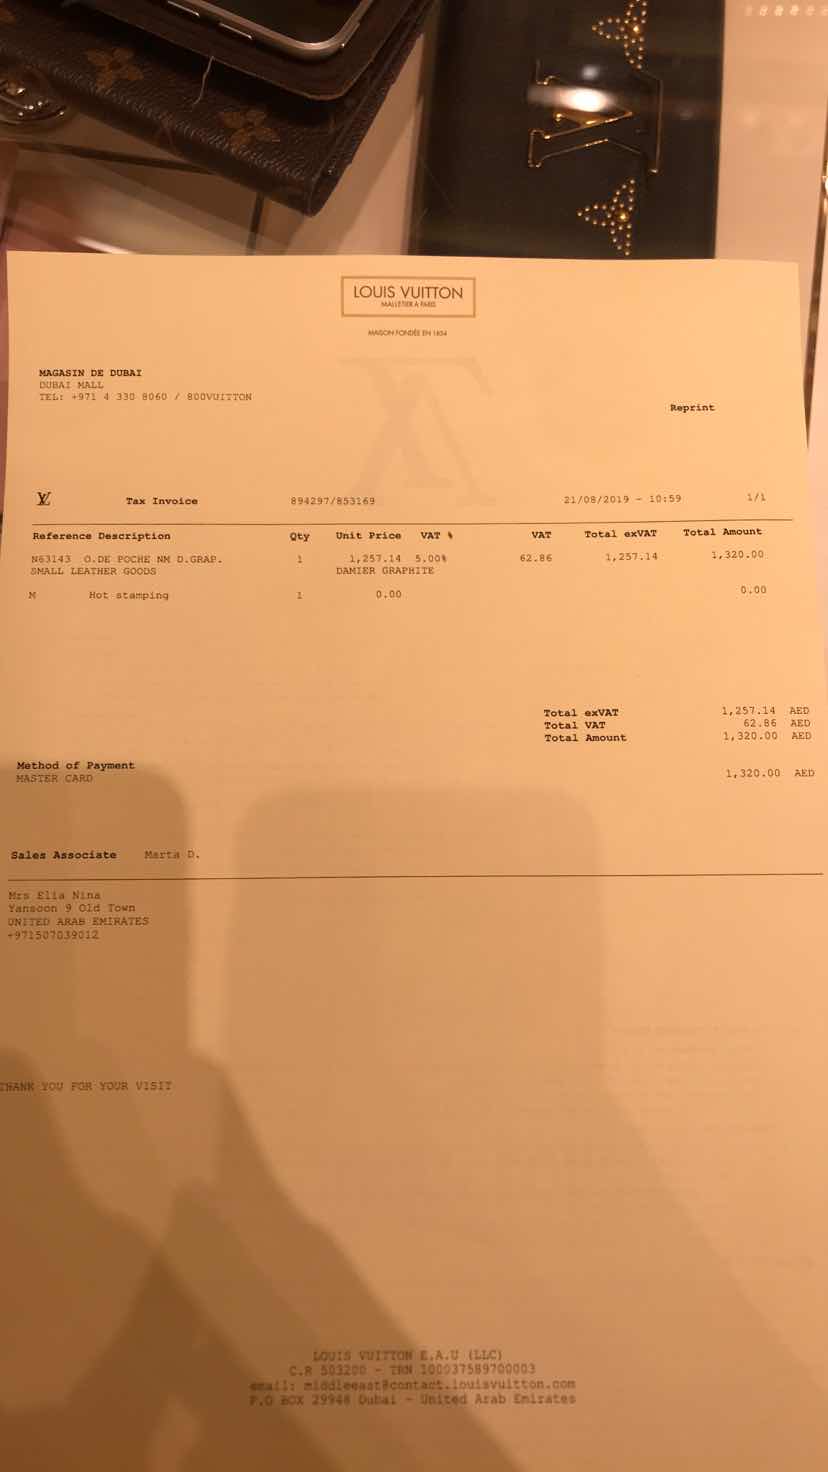 LOUIS VUITTON
MALLETIER A PARIS
MAISON FONDÉE EN 1854
MAGASIN DE DUBAI
DUBAI MALL
TEL: +971 4 330 8060 / 800VUITTON
Reprint
LV Tax Invoice 894297/853169 21/08/2019 - 10:59 1/1
Reference Description Qty Unit Price VAT % VAT Total exVAT Total Amount
N63143 O.DE POCHE NM D.GRAP. 1 1,257.14 5.00% 62.86 1,257.14 1,320.00
SMALL LEATHER GOODS DAMIER GRAPHITE
M Hot stamping 1 0.00 0.00
Total exVAT 1,257.14 AED
Total VAT 62.86 AED
Total Amount 1,320.00 AED
Method of Payment
MASTER CARD 1,320.00 AED
Sales Associate Marta D.
Mrs Elia Nina
Yansoon 9 Old Town
UNITED ARAB EMIRATES
+971507039012
THANK YOU FOR YOUR VISIT
LOUIS VUITTON E.A.U (LLC)
C.R 503200 - TRN 100037589700003
email: middleeast@contact.louisvuitton.com
P.O BOX 29948 Dubai - United Arab Emirates